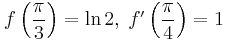 f(π/3) = ln 2, f′(π/4) = 1